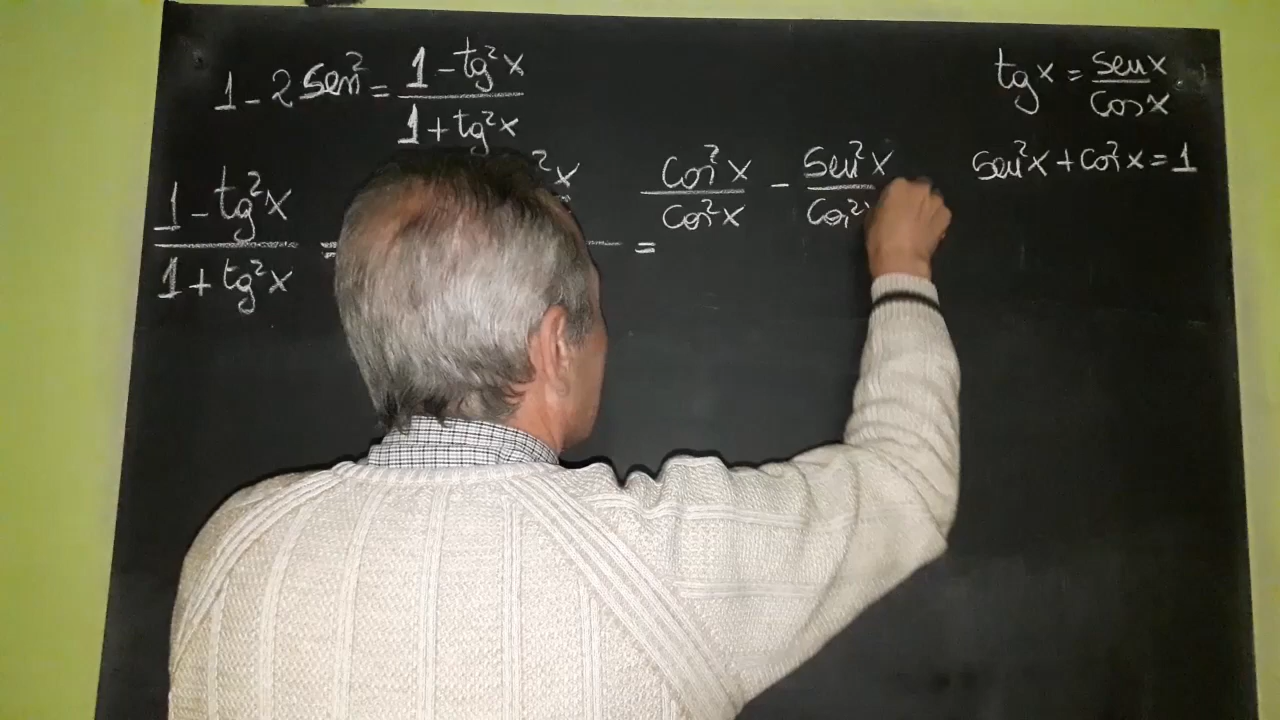 1 - 2 sen² = 1 - tg²x / 1 + tg²x
tg x = sen x / cos x
sen²x + cos²x = 1
1 - tg²x / 1 + tg²x = ²x = cos²x / cos²x - sen²x / cos²x